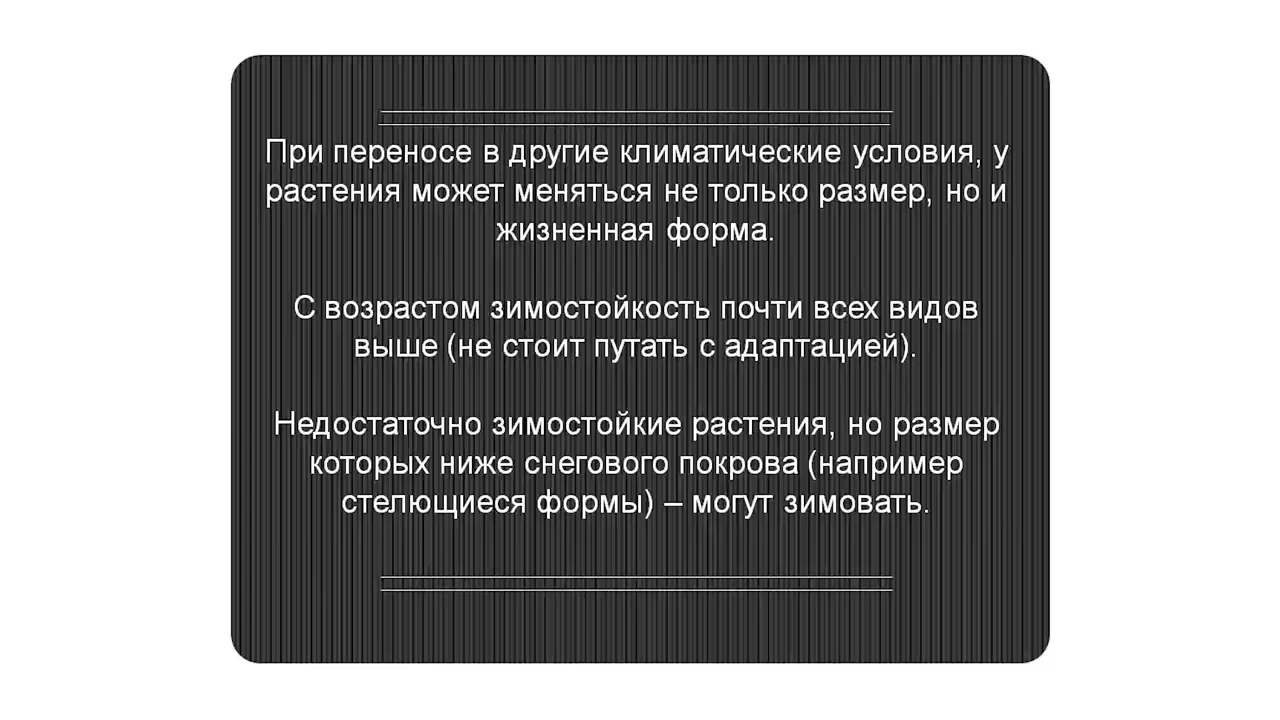 При переносе в другие климатические условия, у
растения может меняться не только размер, но и
жизненная форма.
С возрастом зимостойкость почти всех видов
выше (не стоит путать с адаптацией).
Недостаточно зимостойкие растения, но размер
которых ниже снегового покрова (например
стелющиеся формы) – могут зимовать.